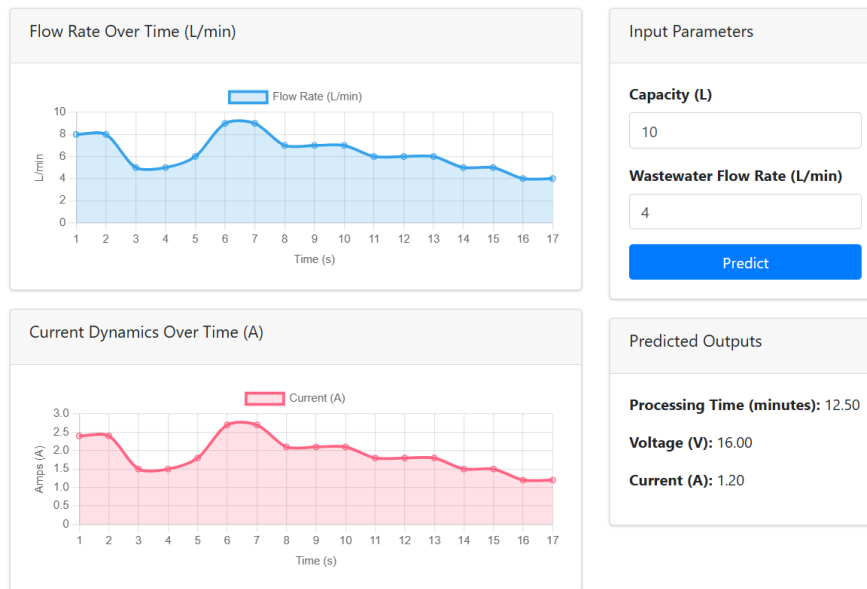 Flow Rate Over Time (L/min)
Flow Rate (L/min)
10
8
6
4
2
0
L/min
1 2 3 4 5 6 7 8 9 10 11 12 13 14 15 16 17
Time (s)
Current Dynamics Over Time (A)
Current (A)
3.0
2.5
2.0
1.5
1.0
0.5
0
Amps (A)
1 2 3 4 5 6 7 8 9 10 11 12 13 14 15 16 17
Time (s)
Input Parameters
Capacity (L)
10
Wastewater Flow Rate (L/min)
4
Predict
Predicted Outputs
Processing Time (minutes): 12.50
Voltage (V): 16.00
Current (A): 1.20